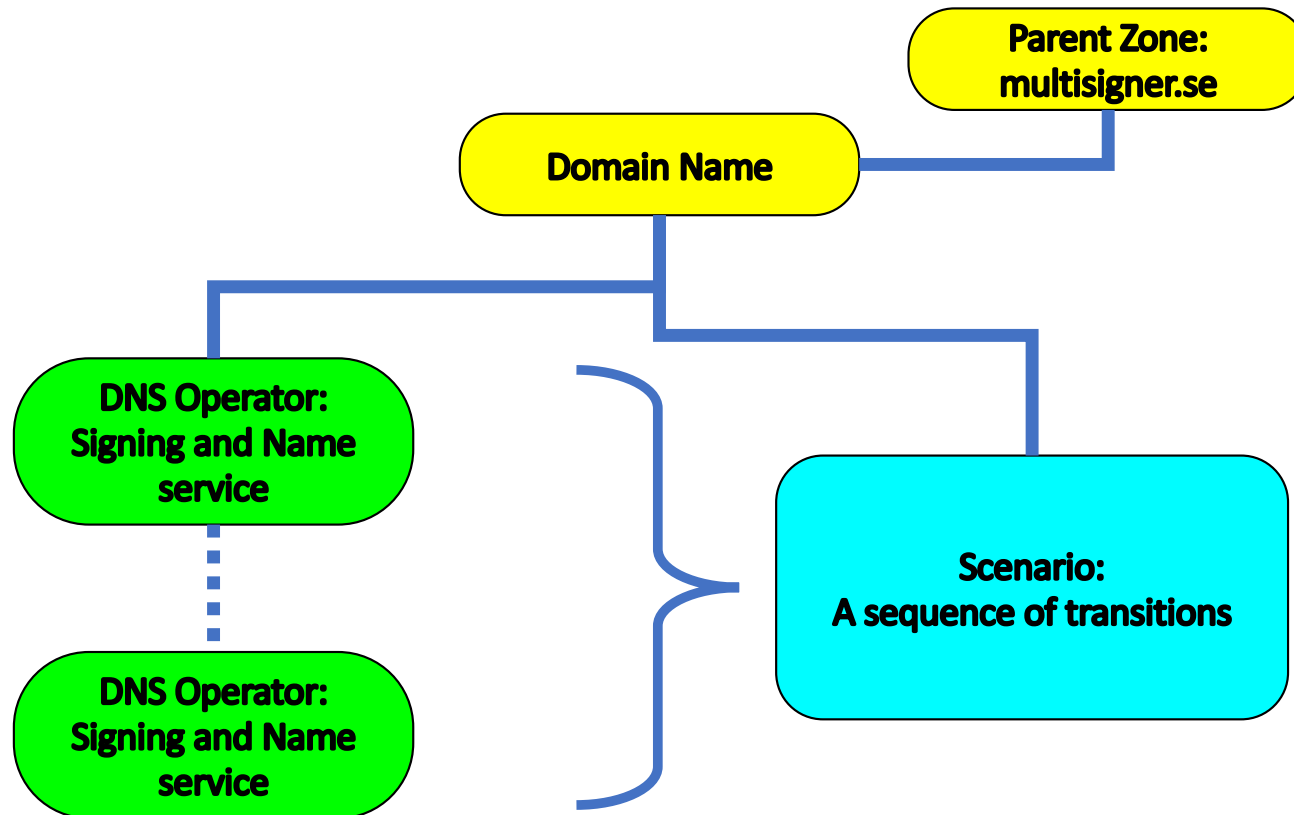 Parent Zone:
multisigner.se
Domain Name
DNS Operator:
Signing and Name
service
Scenario:
A sequence of transitions
DNS Operator:
Signing and Name
service